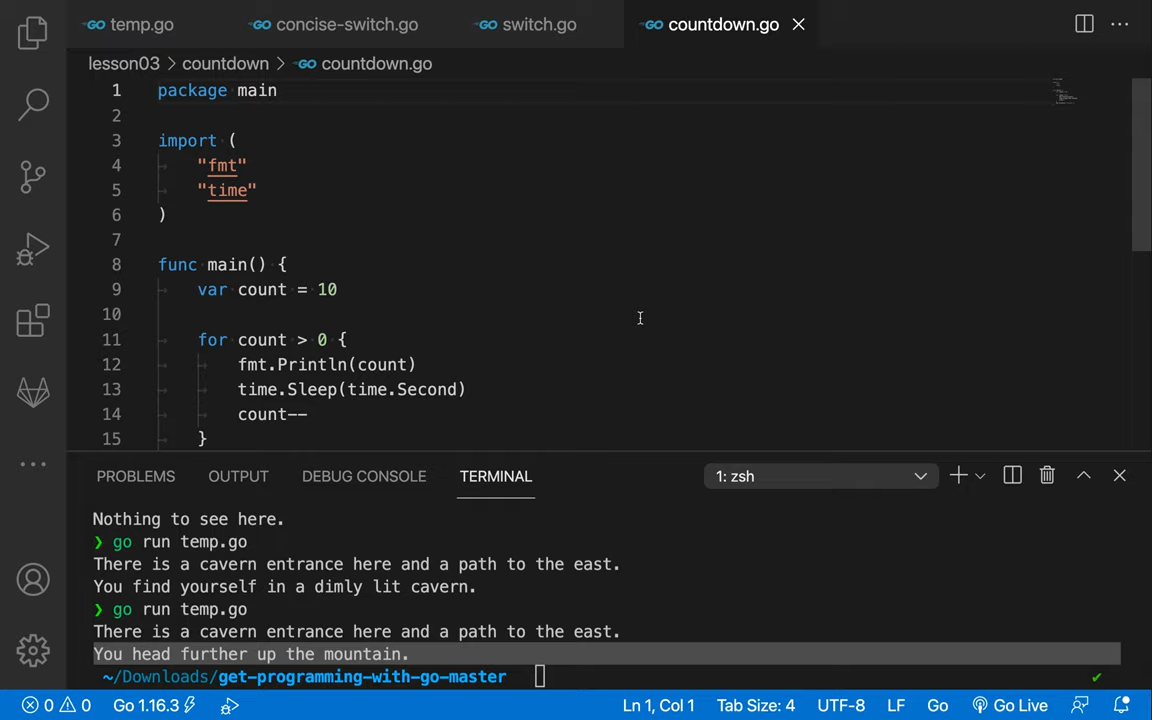 temp.go concise-switch.go switch.go countdown.go
lesson03 > countdown > countdown.go
1 package main
2
3 import (
4 "fmt"
5 "time"
6 )
7
8 func main() {
9 var count = 10
10
11 for count > 0 {
12 fmt.Println(count)
13 time.Sleep(time.Second)
14 count--
15 }
PROBLEMS OUTPUT DEBUG CONSOLE TERMINAL 1: zsh
Nothing to see here.
❯ go run temp.go
There is a cavern entrance here and a path to the east.
You find yourself in a dimly lit cavern.
❯ go run temp.go
There is a cavern entrance here and a path to the east.
You head further up the mountain.
~/Downloads/get-programming-with-go-master ✔
0 0 Go 1.16.3 Ln 1, Col 1 Tab Size: 4 UTF-8 LF Go Go Live